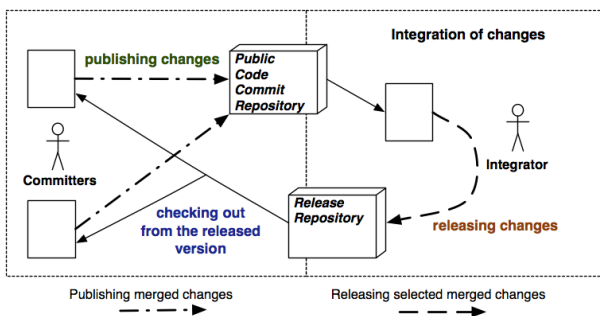 publishing changes
Public
Code
Commit
Repository
Integration of changes
Committers
Integrator
checking out
from the released
version
Release
Repository
releasing changes
Publishing merged changes
Releasing selected merged changes